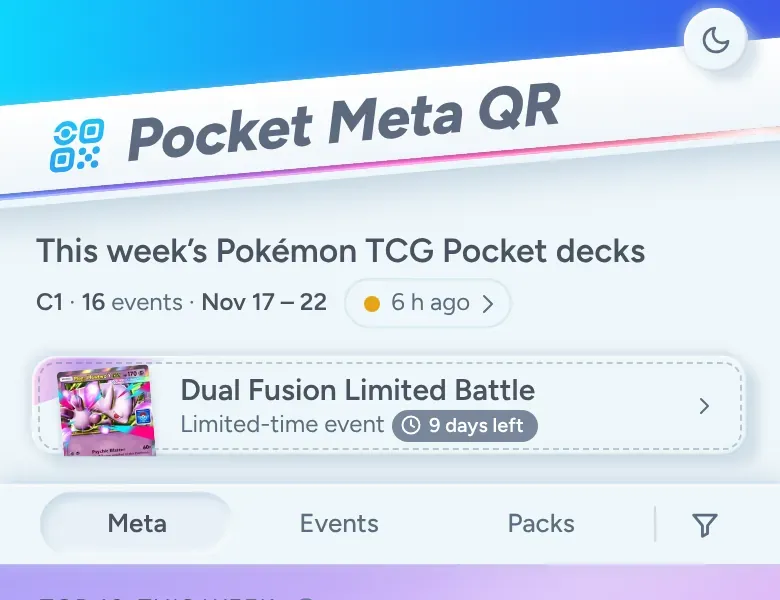 Pocket Meta QR
This week’s Pokémon TCG Pocket decks
C1 · 16 events · Nov 17 – 22
6 h ago
Dual Fusion Limited Battle
Limited-time event
9 days left
Meta
Events
Packs